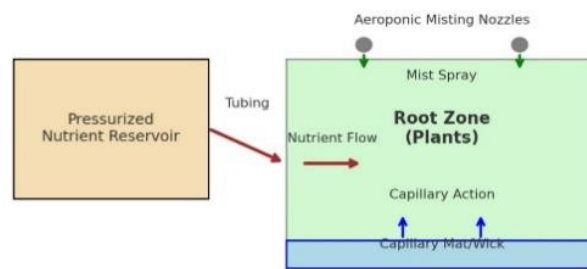 Aeroponic Misting Nozzles
Mist Spray
Pressurized
Nutrient Reservoir
Tubing
Root Zone
(Plants)
Nutrient Flow
Capillary Action
Capillary Mat/Wick